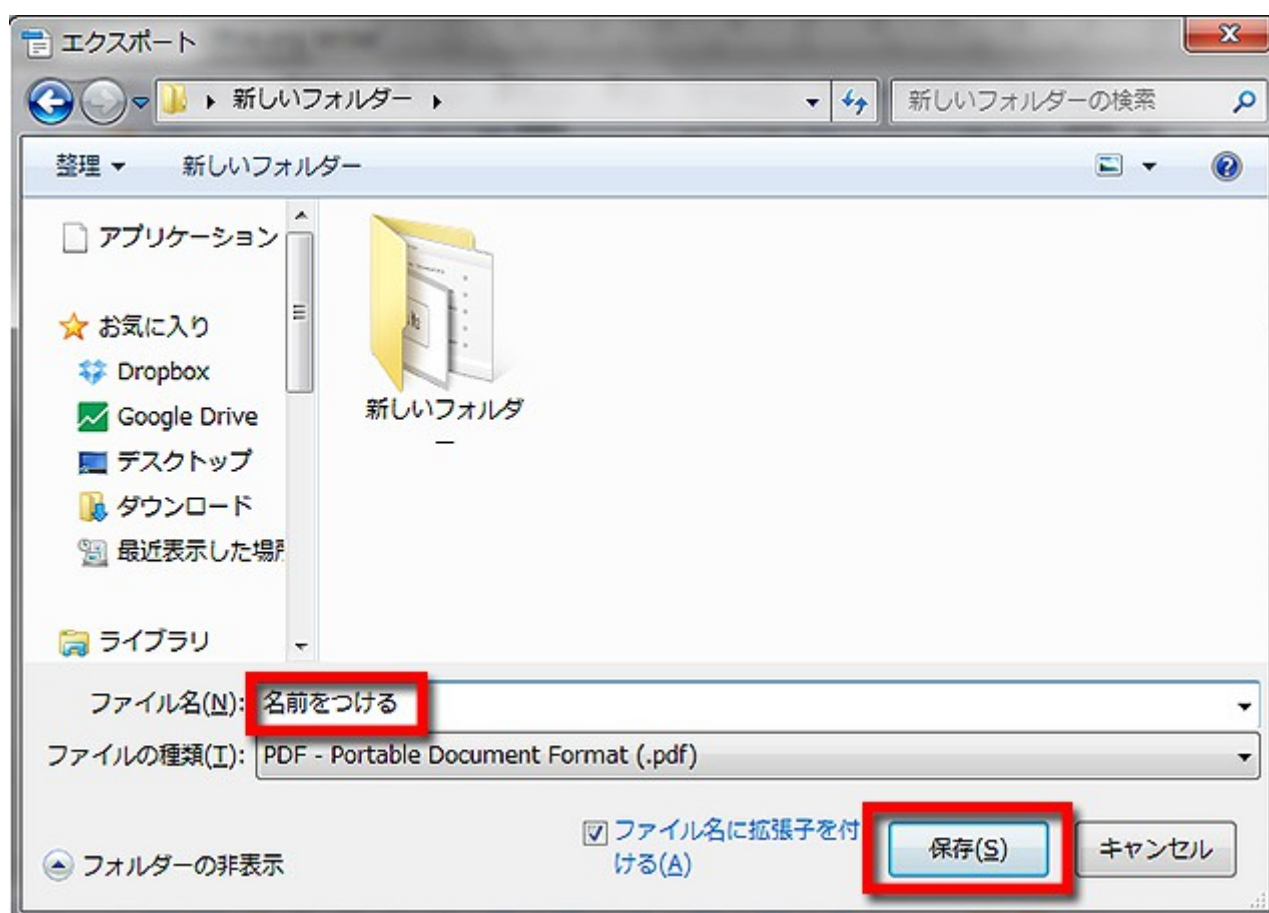 エクスポート
新しいフォルダー
新しいフォルダーの検索
整理
新しいフォルダー
アプリケーション
お気に入り
Dropbox
Google Drive
デスクトップ
ダウンロード
最近表示した場所
ライブラリ
新しいフォルダ
ー
ファイル名(N): 名前をつける
ファイルの種類(T): PDF - Portable Document Format (.pdf)
ファイル名に拡張子を付
ける(A)
保存(S)
キャンセル
フォルダーの非表示